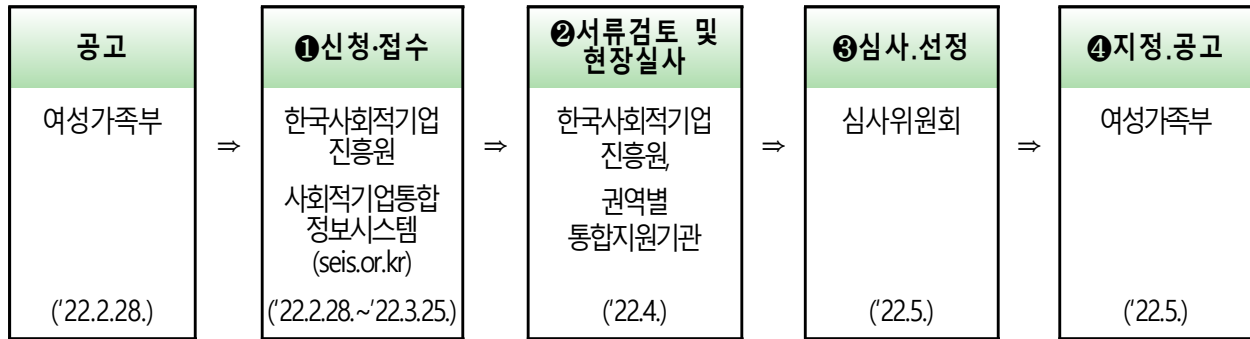 공고
여성가족부
('22.2.28.)
⇒
❶신청·접수
한국사회적기업
진흥원
사회적기업통합
정보시스템
(seis.or.kr)
('22.2.28.~'22.3.25.)
⇒
❷서류검토 및
현장실사
한국사회적기업
진흥원,
권역별
통합지원기관
('22.4.)
⇒
❸심사.선정
심사위원회
('22.5.)
⇒
❹지정.공고
여성가족부
('22.5.)